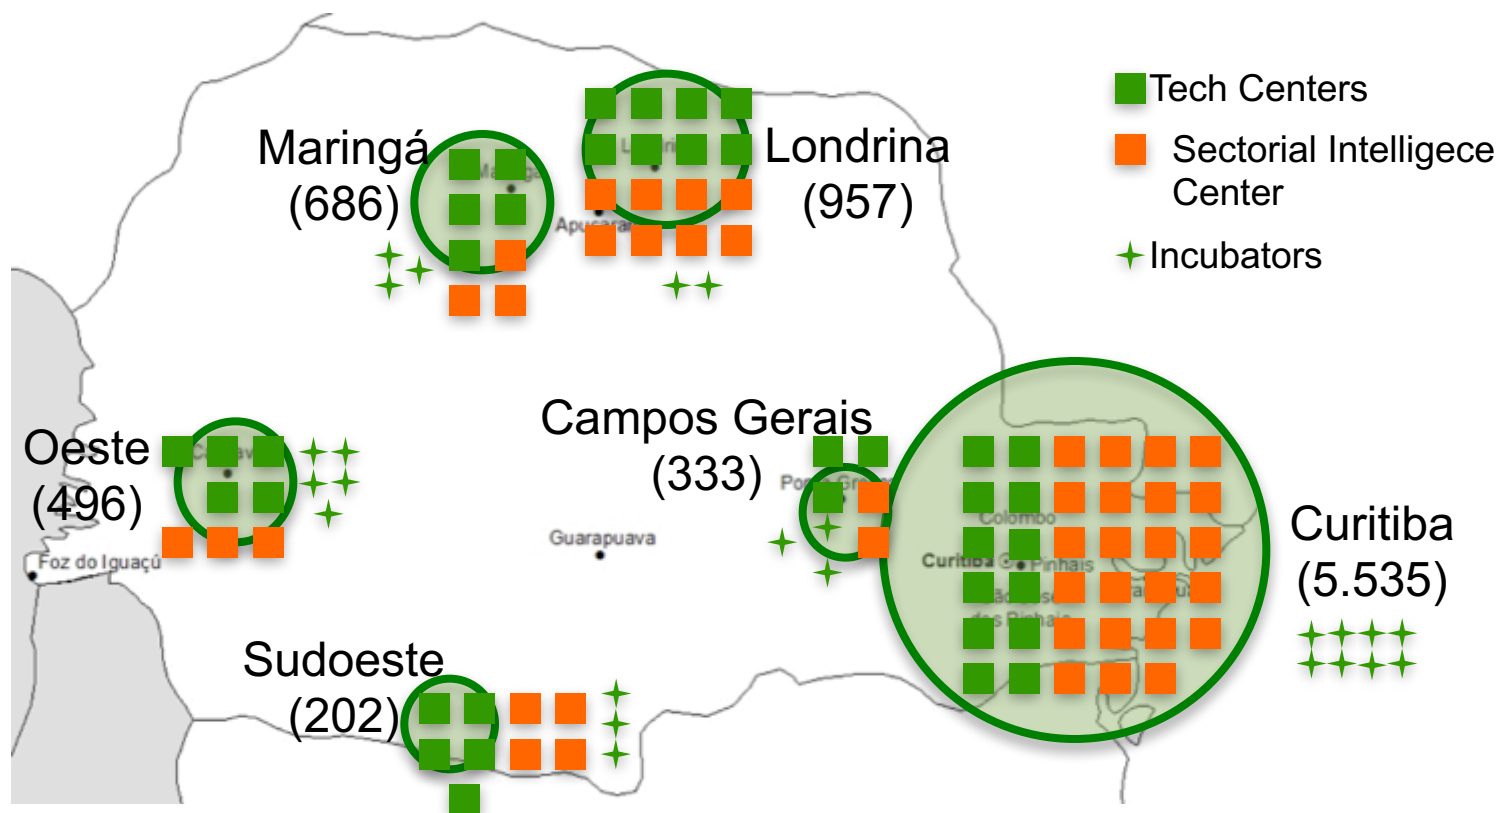 Tech Centers
Sectorial Intelligece
Center
Incubators
Maringá
(686)
Londrina
(957)
Oeste
(496)
Foz do Iguaçú
Campos Gerais
(333)
Guarapuava
Colombo
Curitiba
Pinhais
Curitiba
(5.535)
Sudoeste
(202)